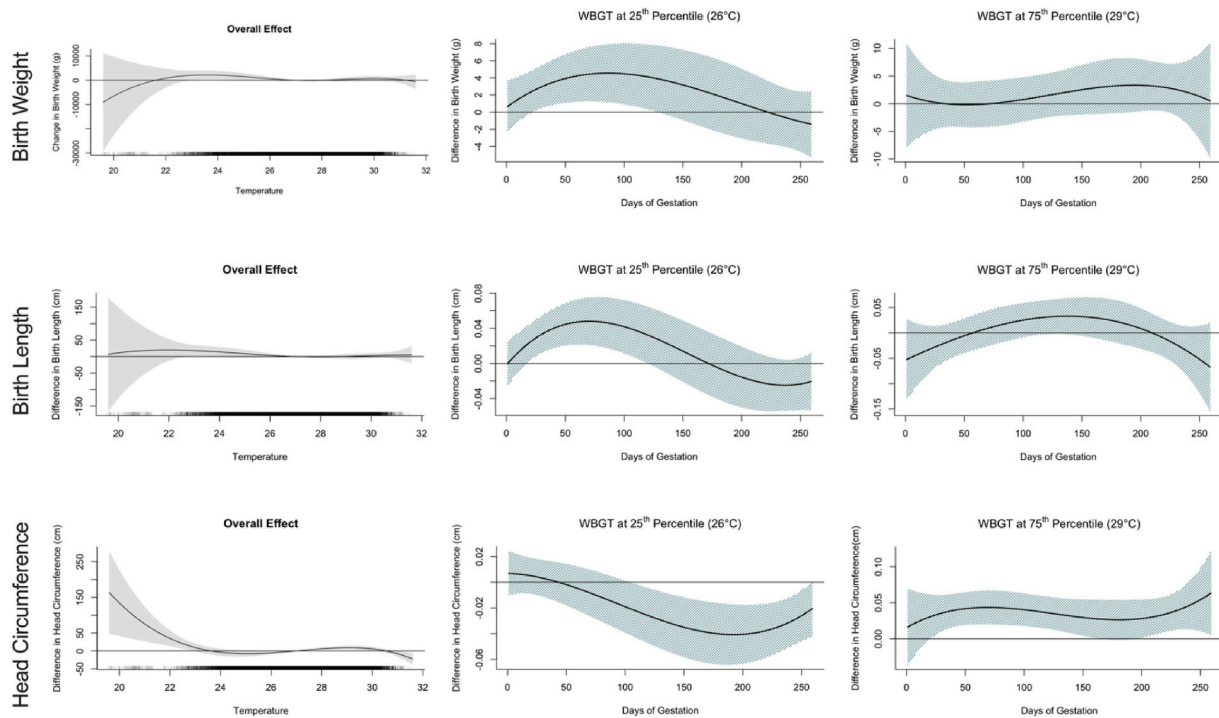 Birth Weight
Overall Effect
Change in Birth Weight (g)
10000
0
-10000
-30000
20 22 24 26 28 30 32
Temperature
WBGT at 25th Percentile (26°C)
Difference in Birth Weight (g)
8
6
4
2
0
-2
-4
0 50 100 150 200 250
Days of Gestation
WBGT at 75th Percentile (29°C)
Difference in Birth Weight (g)
10
5
0
-5
-10
0 50 100 150 200 250
Days of Gestation
Birth Length
Overall Effect
Difference in Birth Length (cm)
150
50
0
-50
-150
20 22 24 26 28 30 32
Temperature
WBGT at 25th Percentile (26°C)
Difference in Birth Length (cm)
0.08
0.04
0.00
-0.04
0 50 100 150 200 250
Days of Gestation
WBGT at 75th Percentile (29°C)
Difference in Birth Length (cm)
0.05
-0.05
-0.15
0 50 100 150 200 250
Days of Gestation
Head Circumference
Overall Effect
Difference in Head Circumference (cm)
250
150
50
0
-50
20 22 24 26 28 30 32
Temperature
WBGT at 25th Percentile (26°C)
Difference in Head Circumference (cm)
0.02
-0.02
-0.06
0 50 100 150 200 250
Days of Gestation
WBGT at 75th Percentile (29°C)
Difference in Head Circumference(cm)
0.10
0.05
0.00
0 50 100 150 200 250
Days of Gestation